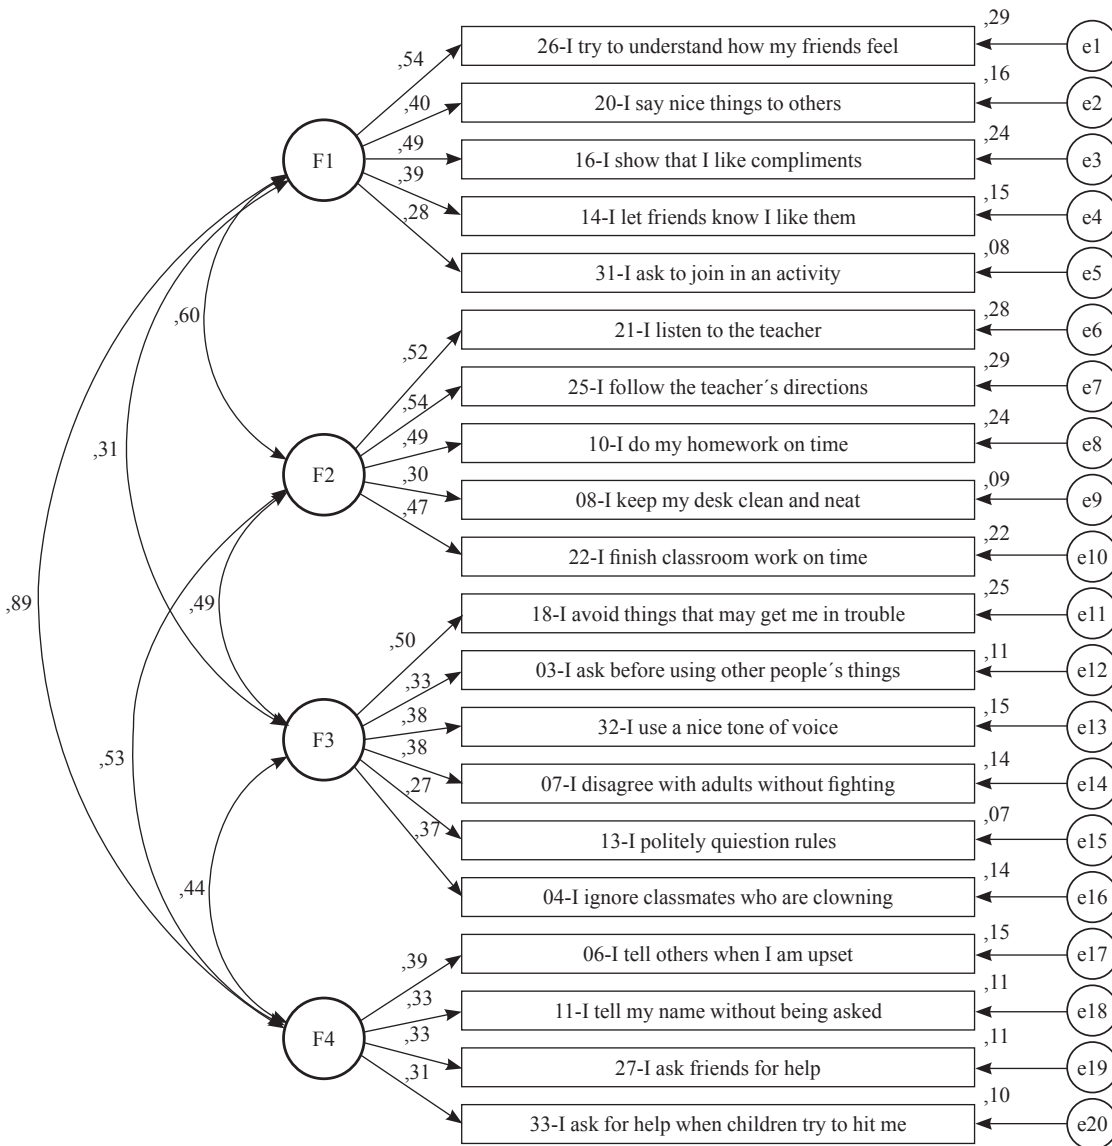 ,29
26-I try to understand how my friends feel
e1
,54
,16
20-I say nice things to others
e2
,40
,24
16-I show that I like compliments
e3
,49
F1
,15
14-I let friends know I like them
e4
,39
,08
31-I ask to join in an activity
e5
,28
,60
,28
21-I listen to the teacher
e6
,52
,29
25-I follow the teacher´s directions
e7
,54
,31
,24
10-I do my homework on time
e8
,49
F2
,09
08-I keep my desk clean and neat
e9
,30
,22
22-I finish classroom work on time
e10
,47
,89
,49
,25
18-I avoid things that may get me in trouble
e11
,50
,11
03-I ask before using other people´s things
e12
,33
,15
32-I use a nice tone of voice
e13
,38
F3
,53
,14
07-I disagree with adults without fighting
e14
,38
,07
13-I politely quiestion rules
e15
,27
,14
04-I ignore classmates who are clowning
e16
,37
,44
,15
06-I tell others when I am upset
e17
,39
,11
11-I tell my name without being asked
e18
,33
F4
,11
27-I ask friends for help
e19
,33
,10
33-I ask for help when children try to hit me
e20
,31